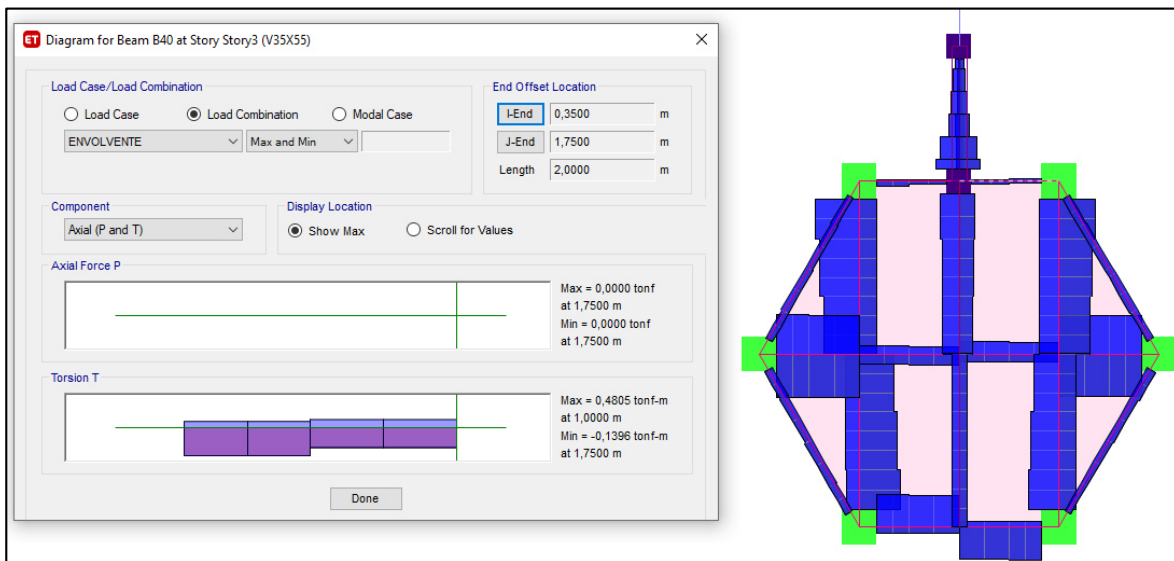 ET Diagram for Beam B40 at Story Story3 (V35X55)
Load Case/Load Combination
Load Case Load Combination Modal Case
ENVOLVENTE Max and Min
End Offset Location
I-End 0,3500 m
J-End 1,7500 m
Length 2,0000 m
Component
Axial (P and T)
Display Location
Show Max Scroll for Values
Axial Force P
Max = 0,0000 tonf
at 1,7500 m
Min = 0,0000 tonf
at 1,7500 m
Torsion T
Max = 0,4805 tonf-m
at 1,0000 m
Min = -0,1396 tonf-m
at 1,7500 m
Done